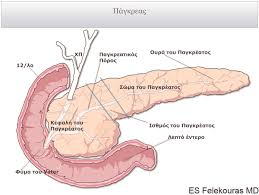 Πάγκρεας
ΧΠ
Παγκρεατικός
Πόρος
Ουρά του Παγκρέατος
12/λο
Σώμα του Παγκρέατος
Κεφαλή του
Παγκρέατος
Ισθμός του Παγκρέατος
Λεπτό έντερο
Φύμα του Vater
ES Felekouras MD